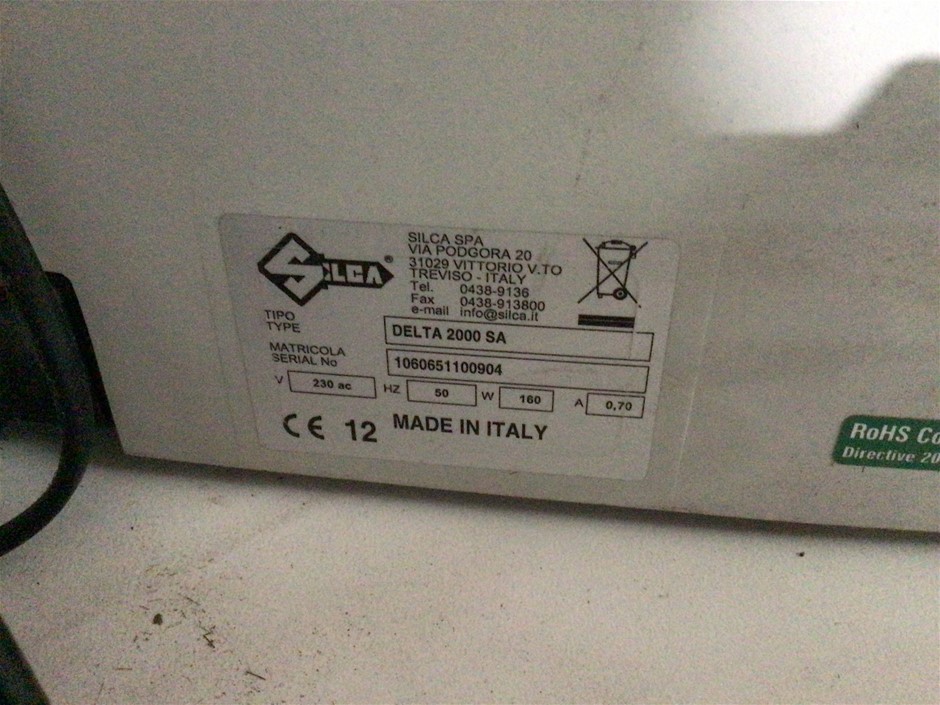 SILCA®
SILCA SPA
VIA PODGORA 20
31029 VITTORIO V.TO
TREVISO - ITALY
Tel. 0438-9136
Fax 0438-913800
e-mail info@silca.it
TIPO
TYPE
DELTA 2000 SA
MATRICOLA
SERIAL No
1060651100904
V 230 ac HZ 50 W 160 A 0,70
CE 12 MADE IN ITALY
RoHS Co
Directive 20